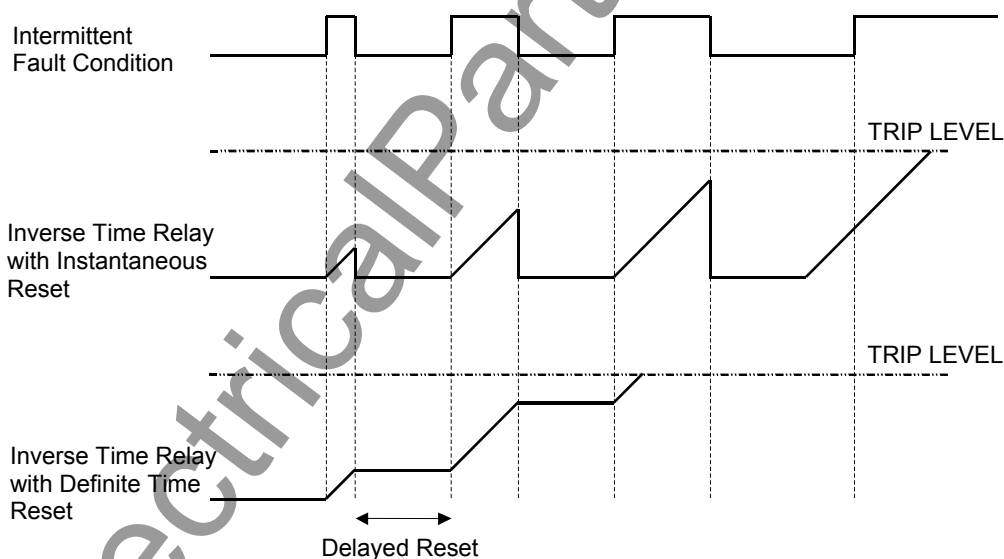 Intermittent
Fault Condition
TRIP LEVEL
Inverse Time Relay
with Instantaneous
Reset
TRIP LEVEL
Inverse Time Relay
with Definite Time
Reset
Delayed Reset